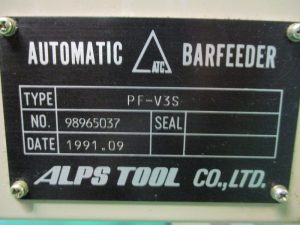 AUTOMATIC ATC BARFEEDER
TYPE PF-V3S
NO. 98965037 SEAL
DATE 1991.09
ALPS TOOL CO.,LTD.